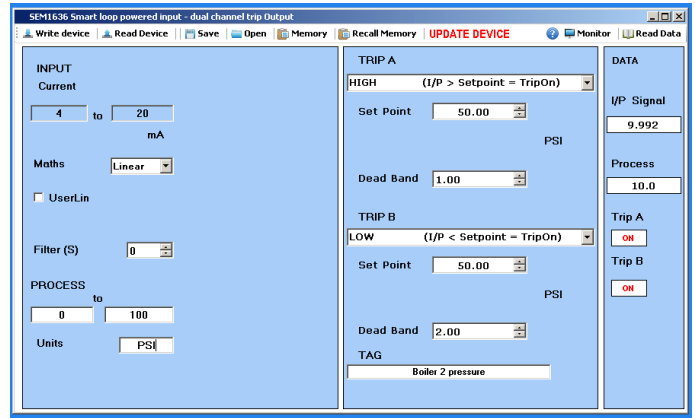 SEM1636 Smart loop powered input - dual channel trip Output
Write device Read Device Save Open Memory Recall Memory UPDATE DEVICE Monitor Read Data
INPUT
Current
4 to 20
mA
Maths Linear
UserLin
Filter (S) 0
PROCESS
to
0 100
Units PSI
TRIP A
HIGH (I/P > Setpoint = TripOn)
Set Point 50.00
PSI
Dead Band 1.00
TRIP B
LOW (I/P < Setpoint = TripOn)
Set Point 50.00
PSI
Dead Band 2.00
TAG
Boiler 2 pressure
DATA
I/P Signal
9.992
Process
10.0
Trip A
ON
Trip B
ON